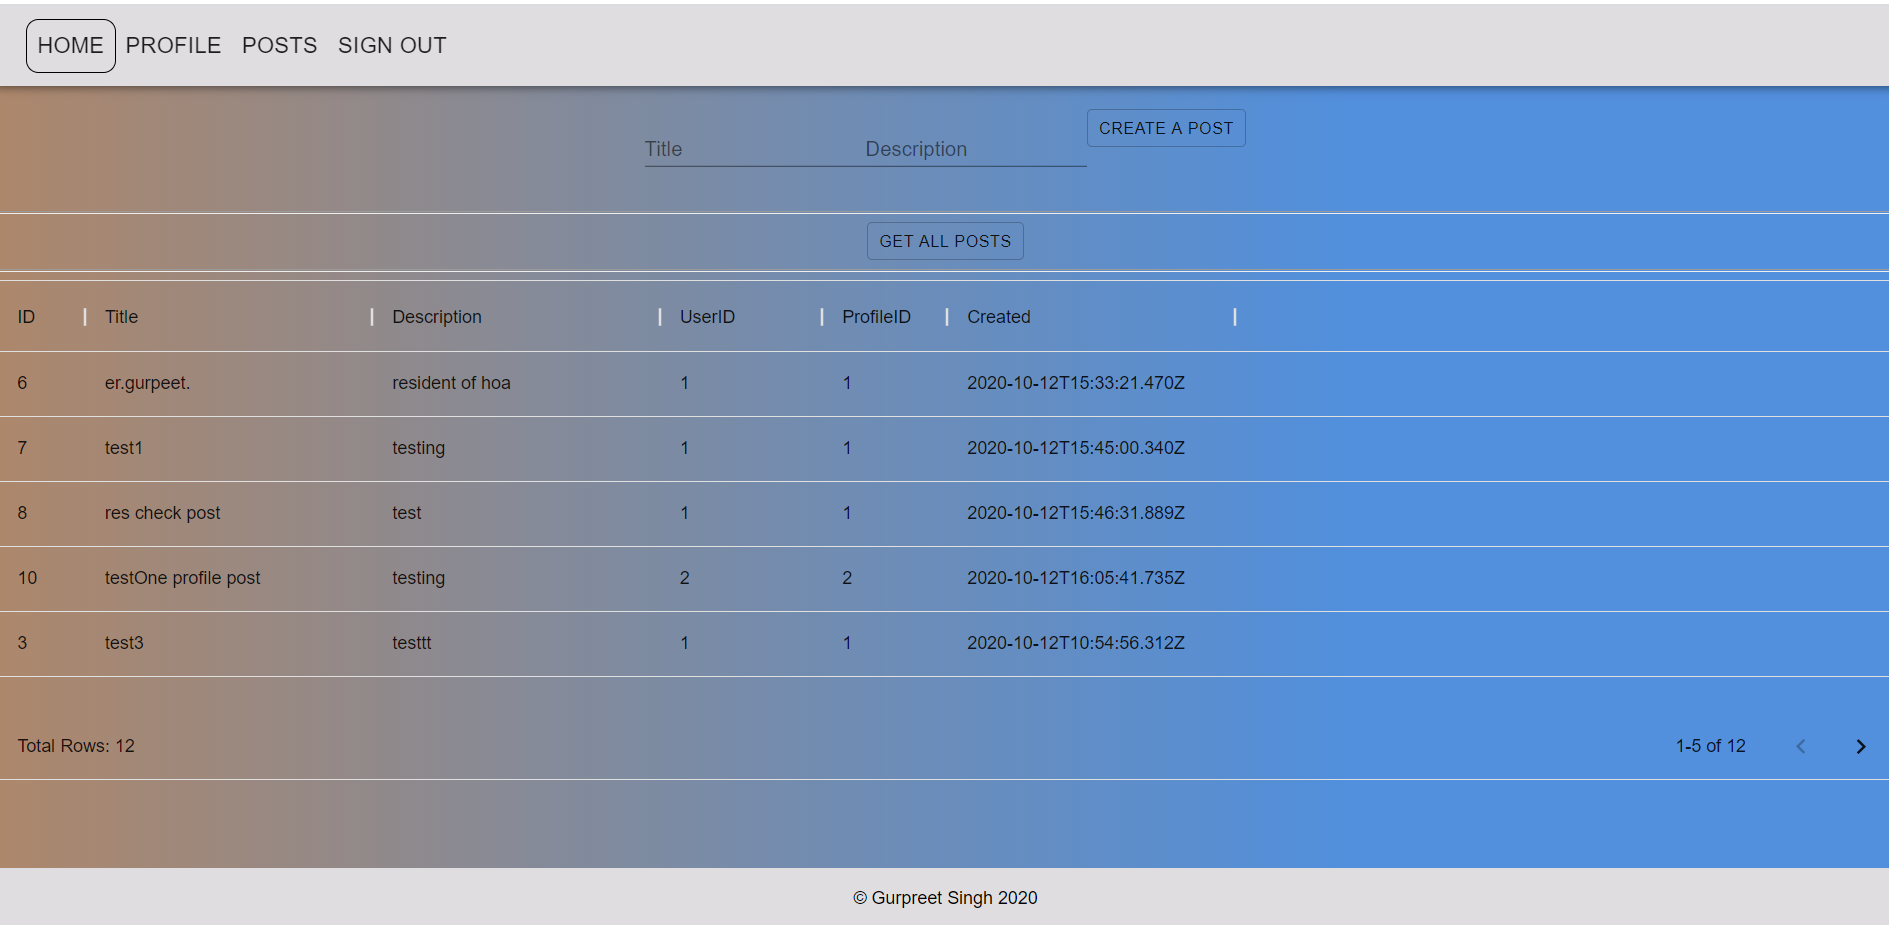 HOME PROFILE POSTS SIGN OUT
Title Description CREATE A POST
GET ALL POSTS
ID Title Description UserID ProfileID Created
6 er.gurpeet. resident of hoa 1 1 2020-10-12T15:33:21.470Z
7 test1 testing 1 1 2020-10-12T15:45:00.340Z
8 res check post test 1 1 2020-10-12T15:46:31.889Z
10 testOne profile post testing 2 2 2020-10-12T16:05:41.735Z
3 test3 testtt 1 1 2020-10-12T10:54:56.312Z
Total Rows: 12 1-5 of 12
© Gurpreet Singh 2020